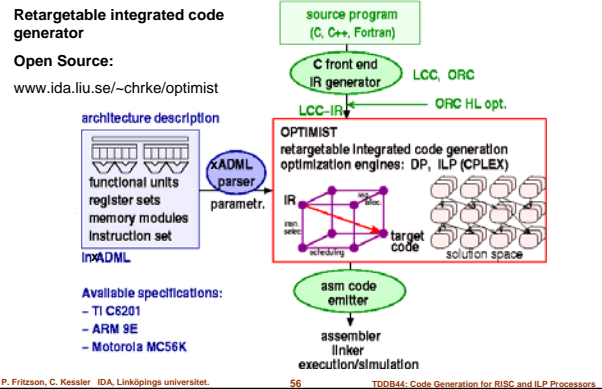 Retargetable integrated code
generator
Open Source:
www.ida.liu.se/~chrke/optimist
source program
(C, C++, Fortran)
C front end
IR generator
LCC, ORC
LCC-IR
ORC HL opt.
architecture description
functional units
register sets
memory modules
Instruction set
In xADML
xADML
parser
parametr.
OPTIMIST
retargetable integrated code generation
optimization engines: DP, ILP (CPLEX)
IR
reg.
alloc.
insn.
selec
scheduling
target
code
solution space
asm code
emitter
assembler
linker
execution/simulation
Available specifications:
– TI C6201
– ARM 9E
– Motorola MC56K
P. Fritzson, C. Kessler IDA, Linköpings universitet.
56
TDDB44: Code Generation for RISC and ILP Processors